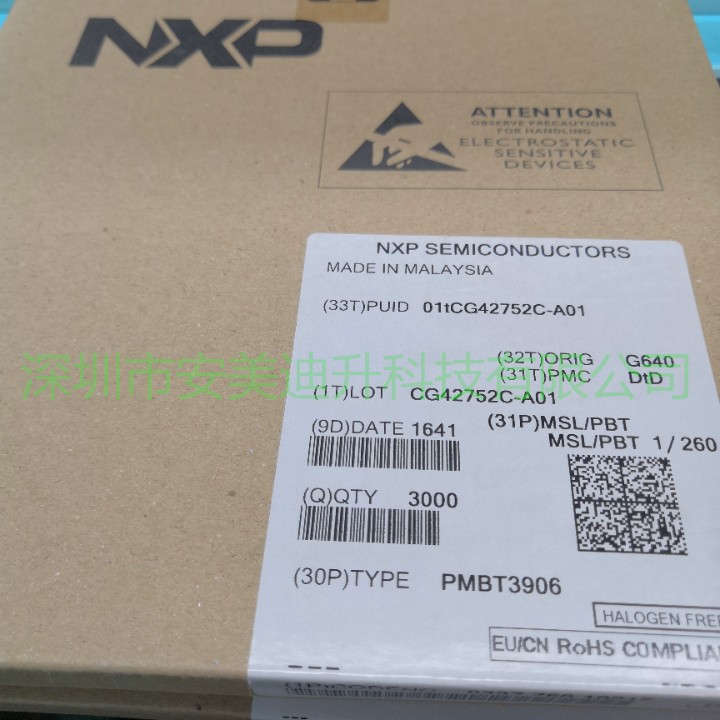 NXP
ATTENTION
OBSERVE PRECAUTIONS
FOR HANDLING
ELECTROSTATIC
SENSITIVE
DEVICES
NXP SEMICONDUCTORS
MADE IN MALAYSIA
(33T)PUID 01tCG42752C-A01
(32T)ORIG G640
深圳市安美迪升科技有限公司
(31T)PMC DtD
(1T)LOT CG42752C-A01
(9D)DATE 1641
(31P)MSL/PBT
MSL/PBT 1/260
(Q)QTY 3000
(30P)TYPE PMBT3906
HALOGEN FREE
EU/CN RoHS COMPLIA